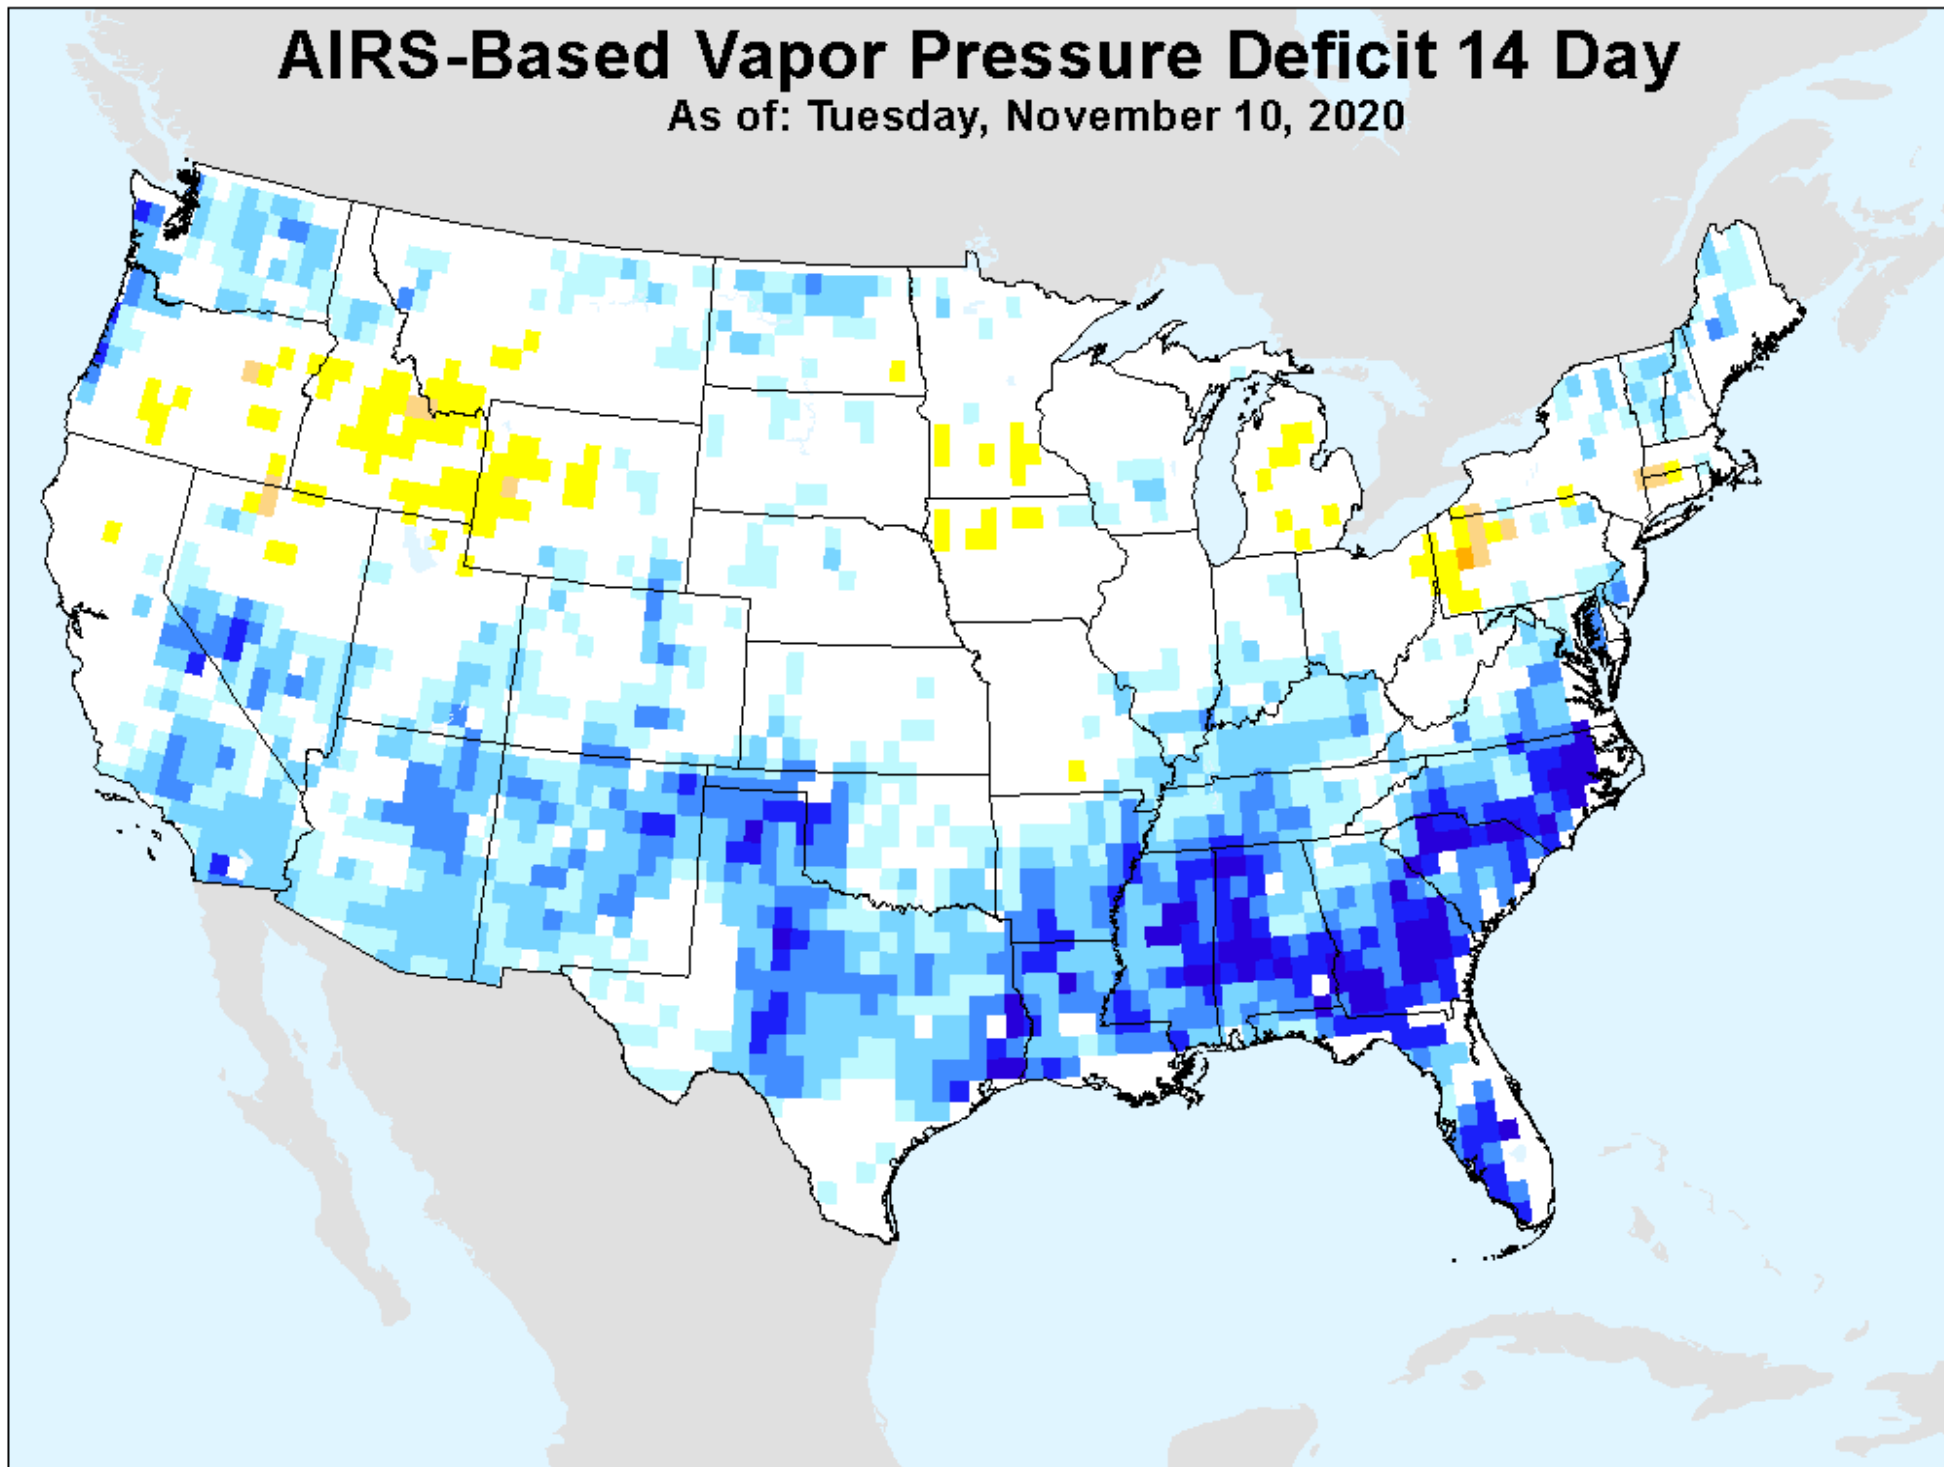 AIRS-Based Vapor Pressure Deficit 14 Day
As of: Tuesday, November 10, 2020